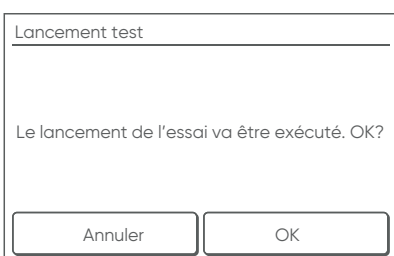 Lancement test
Le lancement de l'essai va être exécuté. OK?
Annuler
OK